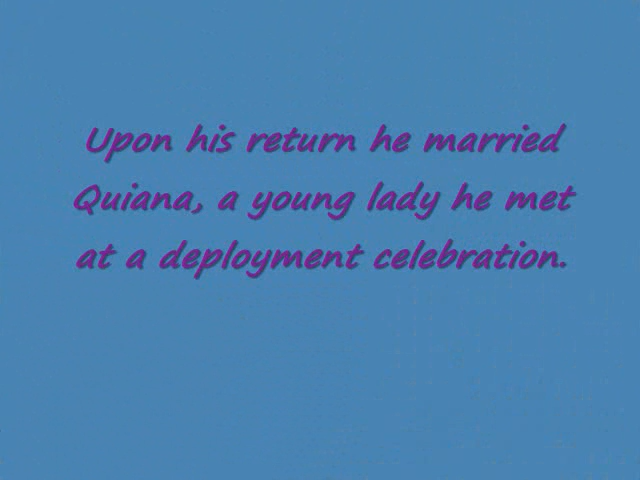 Upon his return he married
Quiana, a young lady he met
at a deployment celebration.